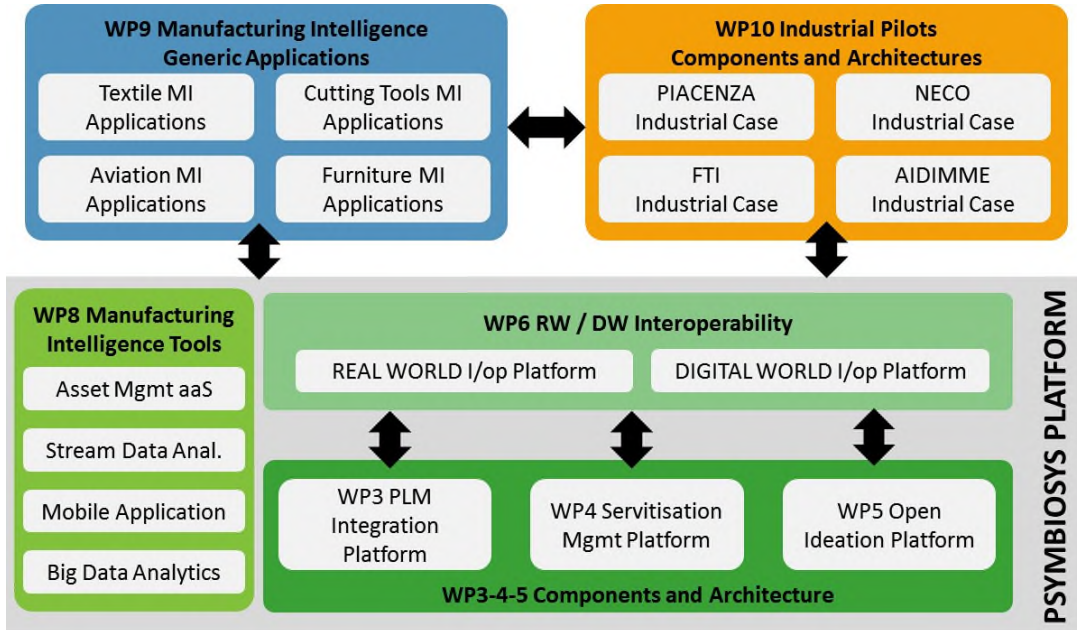 WP9 Manufacturing Intelligence
Generic Applications
Textile MI
Applications
Cutting Tools MI
Applications
Aviation MI
Applications
Furniture MI
Applications
WP10 Industrial Pilots
Components and Architectures
PIACENZA
Industrial Case
NECO
Industrial Case
FTI
Industrial Case
AIDIMME
Industrial Case
WP8 Manufacturing
Intelligence Tools
Asset Mgmt aaS
Stream Data Anal.
Mobile Application
Big Data Analytics
WP6 RW / DW Interoperability
REAL WORLD I/op Platform
DIGITAL WORLD I/op Platform
WP3 PLM
Integration
Platform
WP4 Servitisation
Mgmt Platform
WP5 Open
Ideation Platform
WP3-4-5 Components and Architecture
PSYMBIOSYS PLATFORM